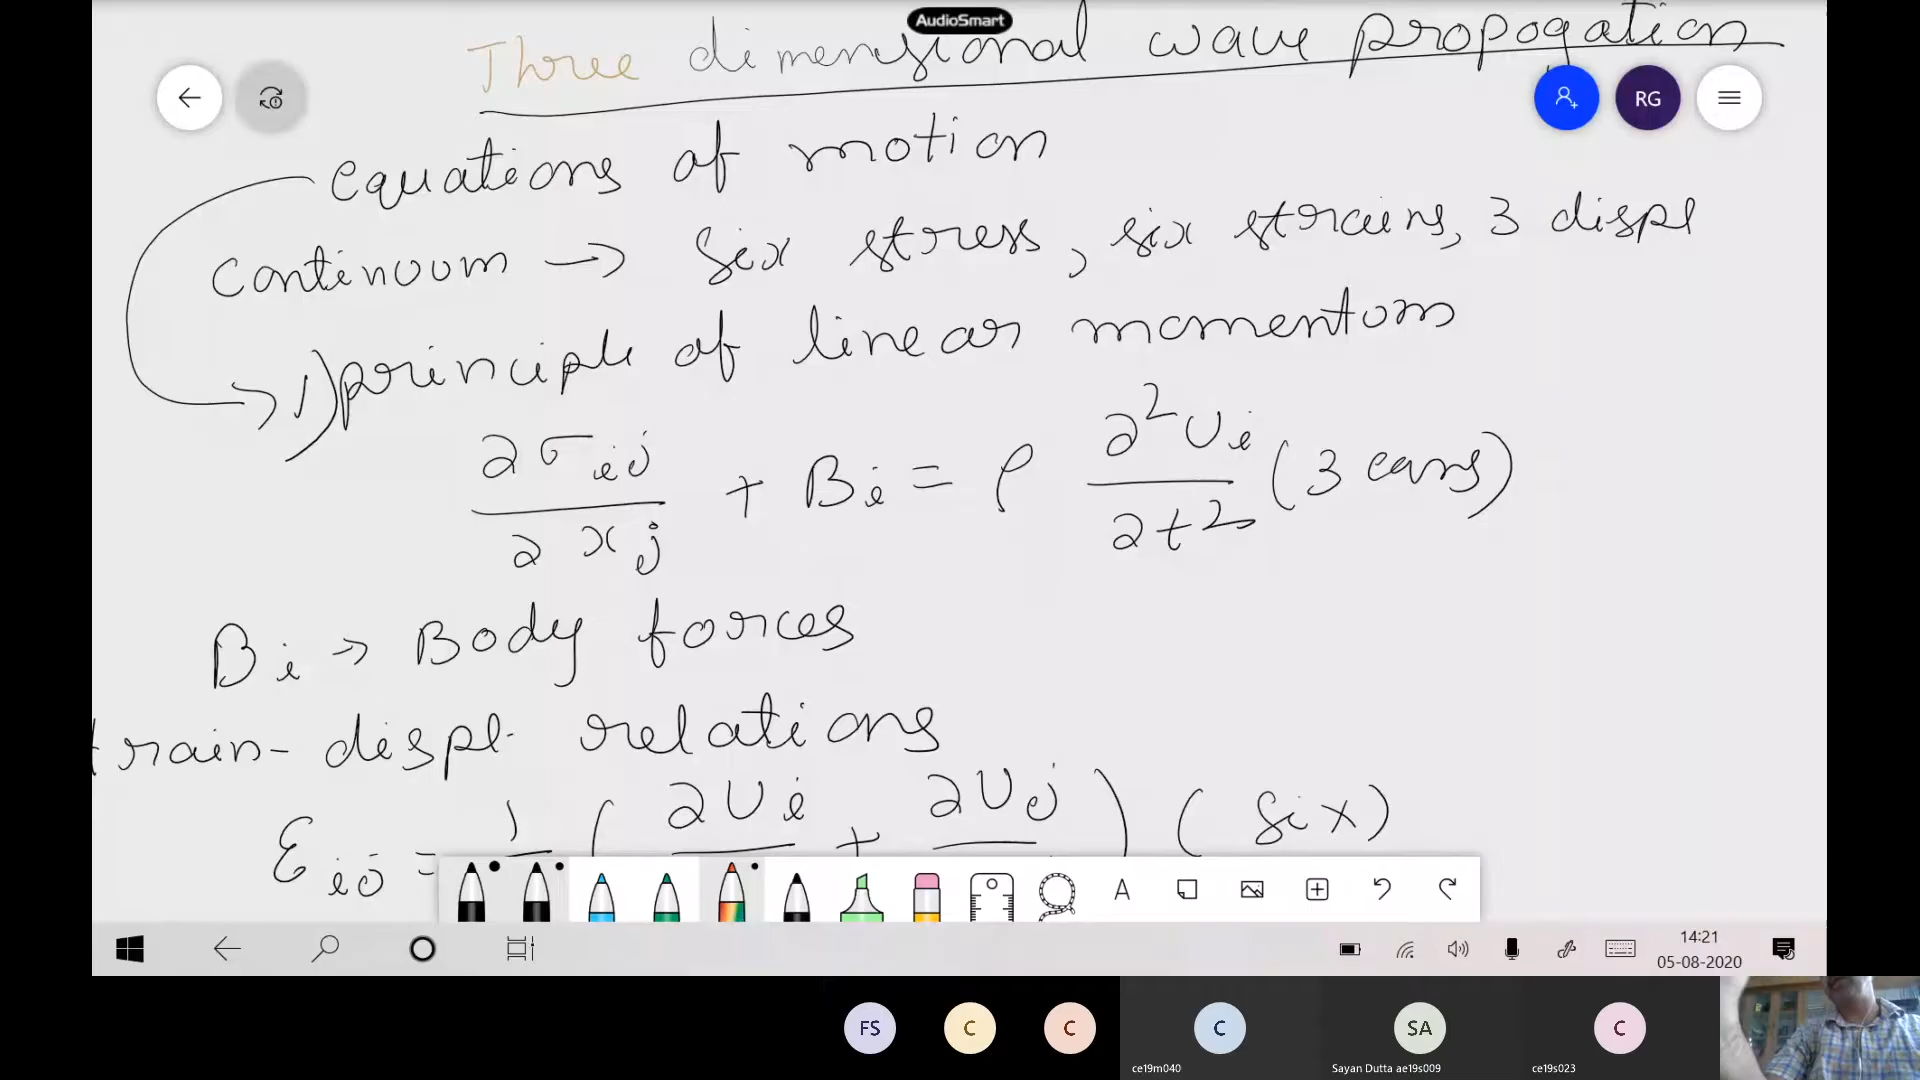 AudioSmart
Three dimensional wave propogation
RG
equations of motion
continuum → six stress, six strains, 3 displ
→ 1) principle of linear momentum
∂σij/∂xj + Bi = ρ ∂²Ui/∂t² (3 eqns)
Bi → Body forces
train-displ. relations
εij = 1 ( ∂Ui + ∂Uj ) (six)
A
14:21
05-08-2020
FS C C C SA C
ce19m040 Sayan Dutta ae19s009 ce19s023